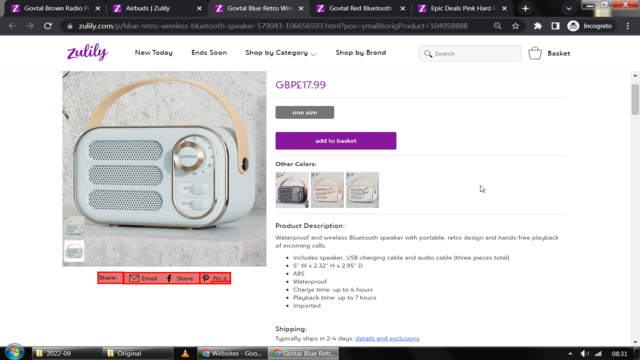 Govtal Brown Radio Po
Airbuds | Zulily
Govtal Blue Retro Wire
Govtal Red Bluetooth S
Epic Deals Pink Hard C
zulily.com/p/blue-retro-wireless-bluetooth-speaker-579043-106656593.html?pos=ymal&origProduct=104958888
Incognito
zulily
New Today
Ends Soon
Shop by Category
Shop by Brand
Search
Basket
GBP£17.99
one size
add to basket
Other Colors:
Share:
Email
Share
Pin it
Product Description:
Waterproof and wireless Bluetooth speaker with portable, retro design and hands-free playback
of incoming calls.
• Includes speaker, USB charging cable and audio cable (three pieces total)
• 5" W x 2.32" H x 2.95" D
• ABS
• Waterproof
• Charge time: up to 4 hours
• Playback time: up to 7 hours
• Imported
Shipping:
Typically ships in 2-4 days. details and exclusions
2022-09
Original
Websites - Goo...
Govtal Blue Retr...
08:31